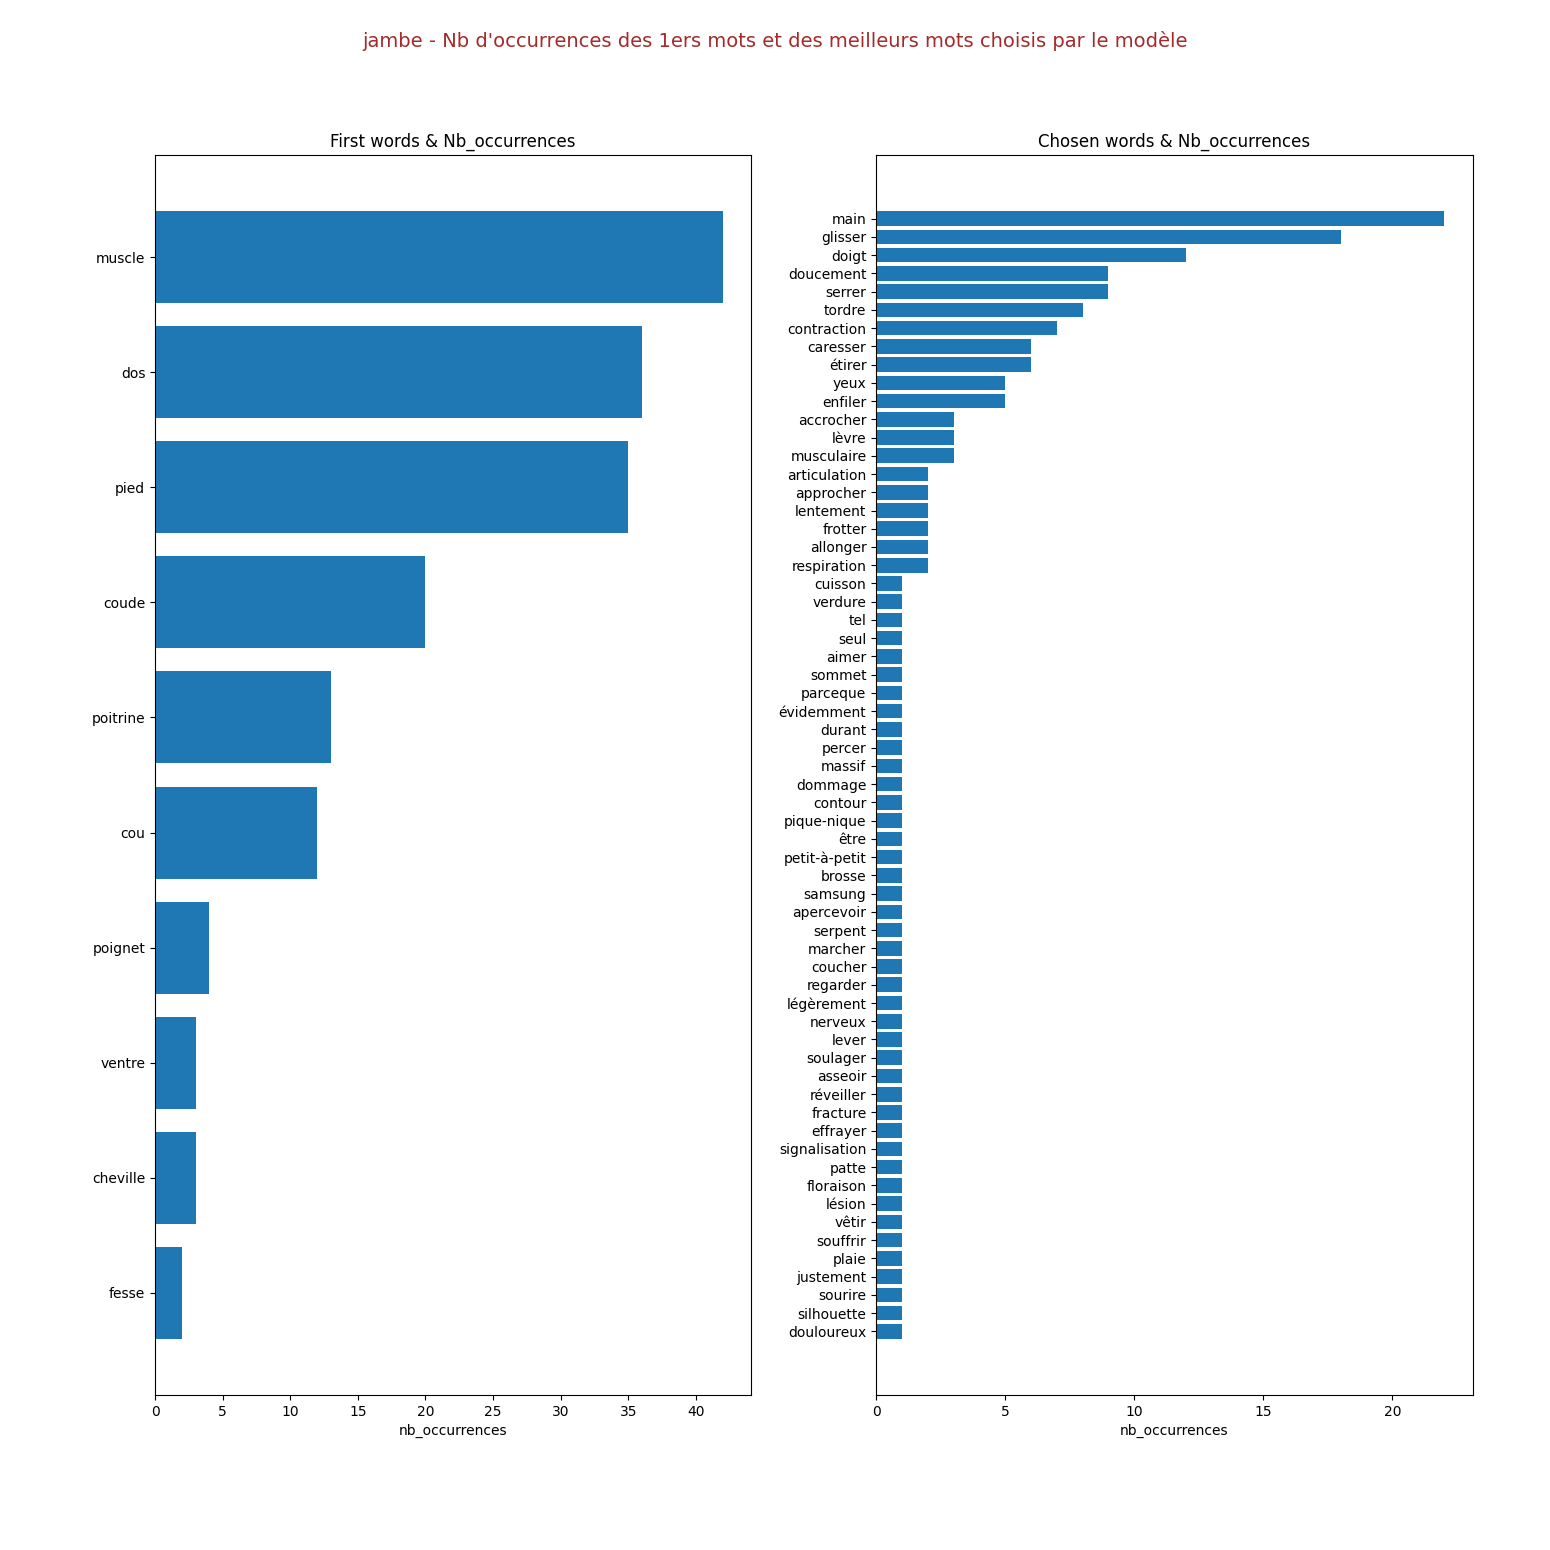 jambe - Nb d'occurrences des 1ers mots et des meilleurs mots choisis par le modèle
First words & Nb_occurrences
muscle
dos
pied
coude
poitrine
cou
poignet
ventre
cheville
fesse
0 5 10 15 20 25 30 35 40
nb_occurrences
Chosen words & Nb_occurrences
main
glisser
doigt
doucement
serrer
tordre
contraction
caresser
étirer
yeux
enfiler
accrocher
lèvre
musculaire
articulation
approcher
lentement
frotter
allonger
respiration
cuisson
verdure
tel
seul
aimer
sommet
parceque
évidemment
durant
percer
massif
dommage
contour
pique-nique
être
petit-à-petit
brosse
samsung
apercevoir
serpent
marcher
coucher
regarder
légèrement
nerveux
lever
soulager
asseoir
réveiller
fracture
effrayer
signalisation
patte
floraison
lésion
vêtir
souffrir
plaie
justement
sourire
silhouette
douloureux
0 5 10 15 20
nb_occurrences